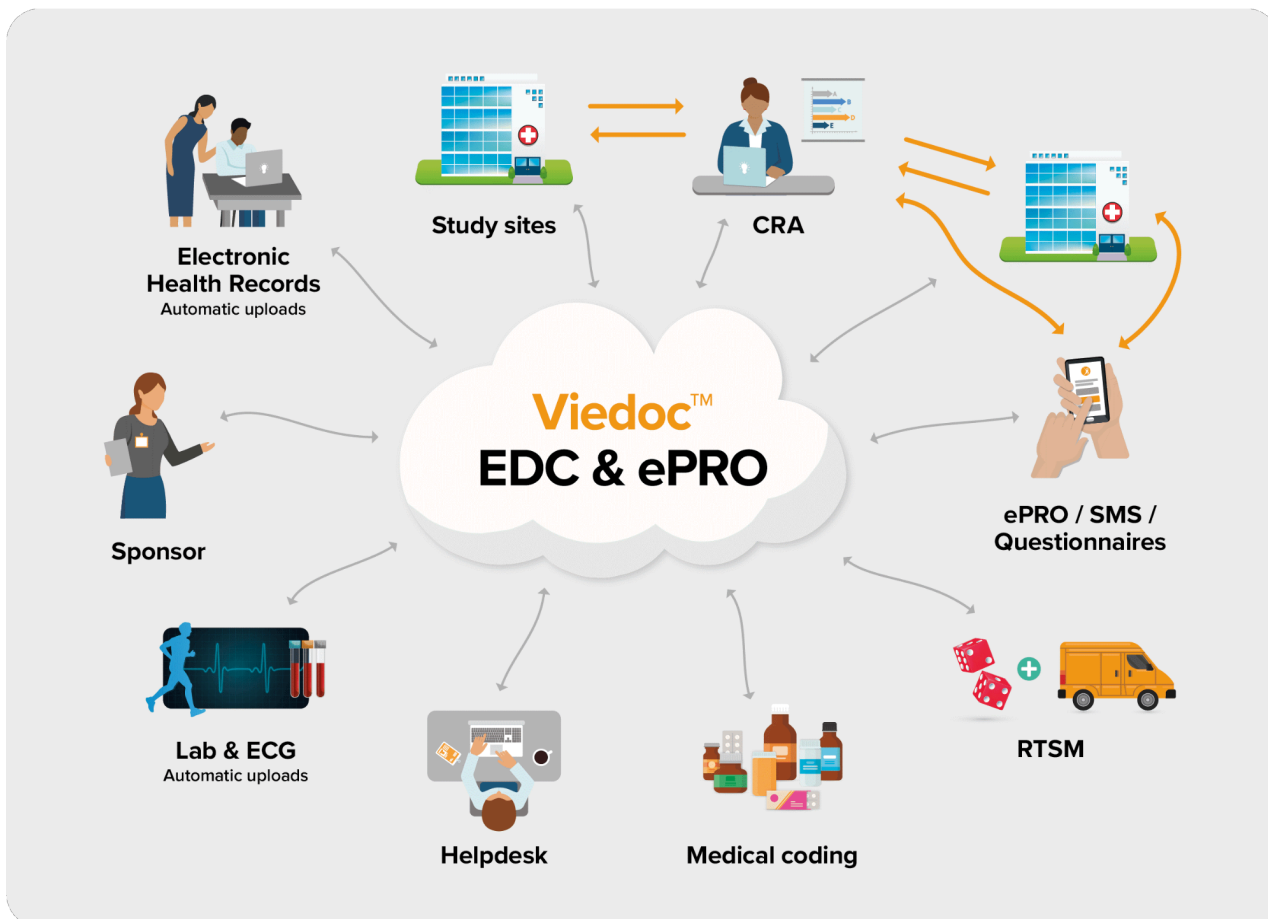 A
B
C
D
E
Study sites
CRA
Electronic
Health Records
Automatic uploads
Viedoc™
EDC & ePRO
Sponsor
ePRO / SMS /
Questionnaires
Lab & ECG
Automatic uploads
RTSM
Helpdesk
Medical coding